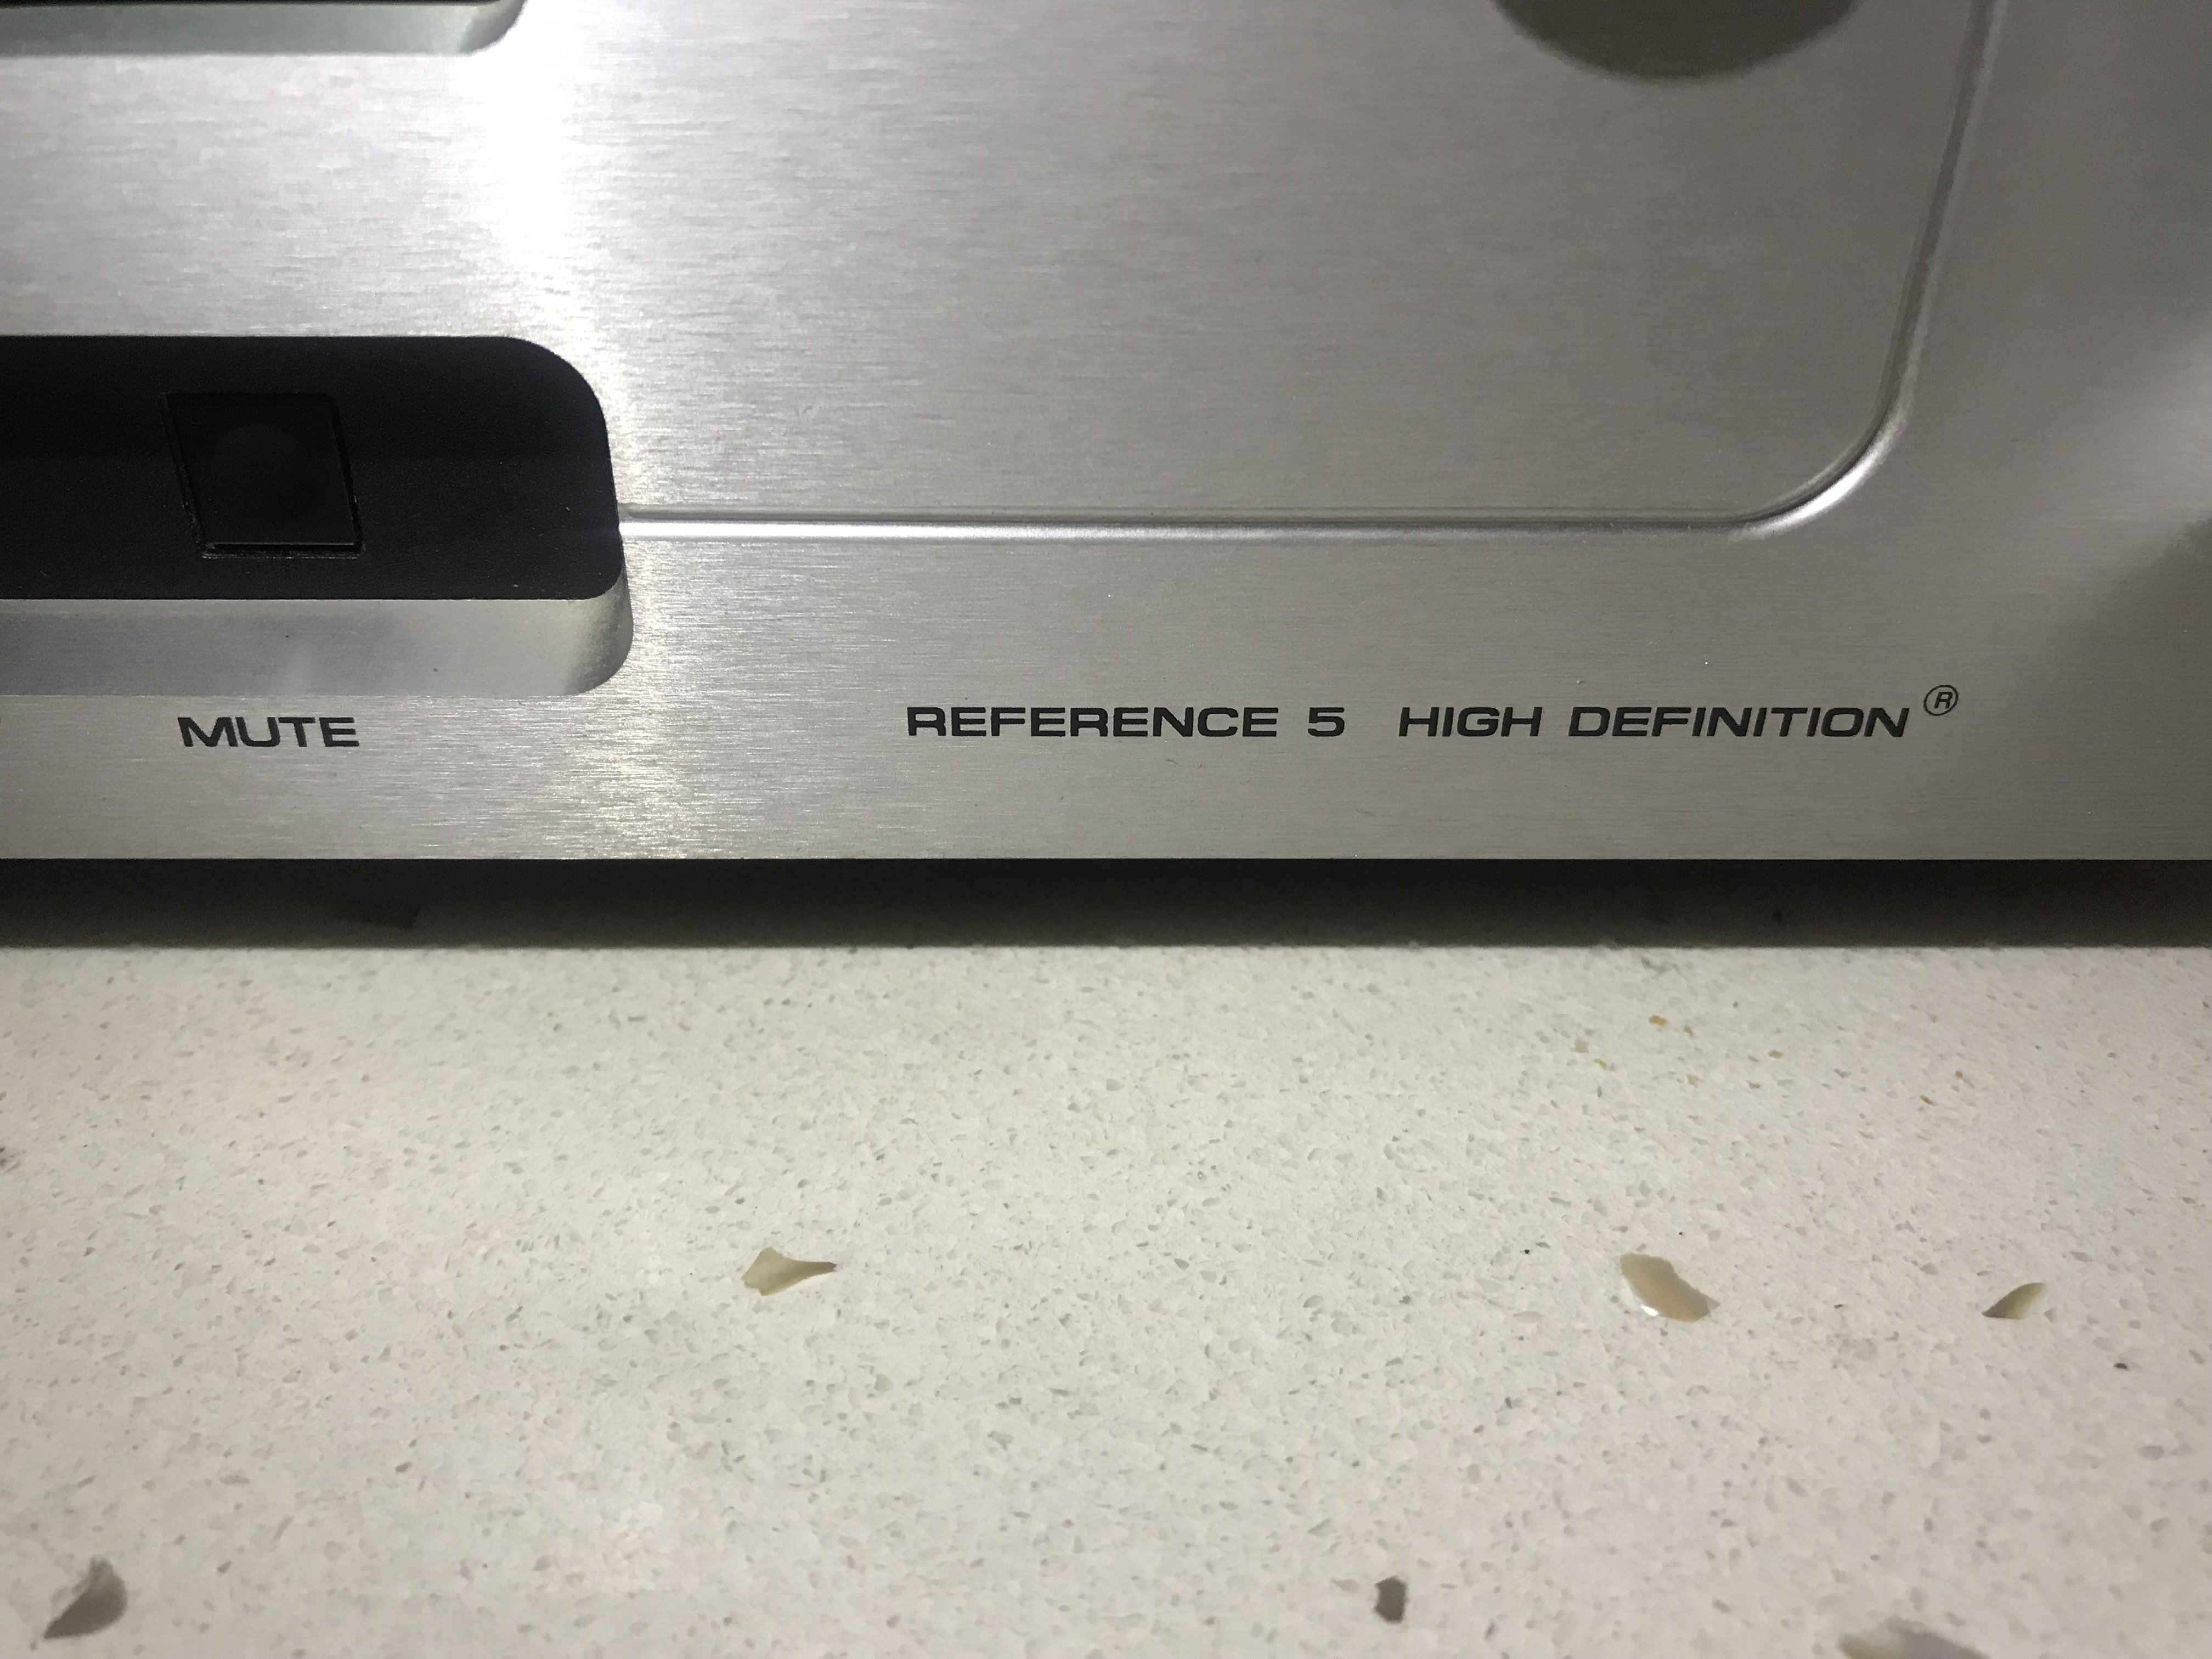 MUTE
REFERENCE 5 HIGH DEFINITION®